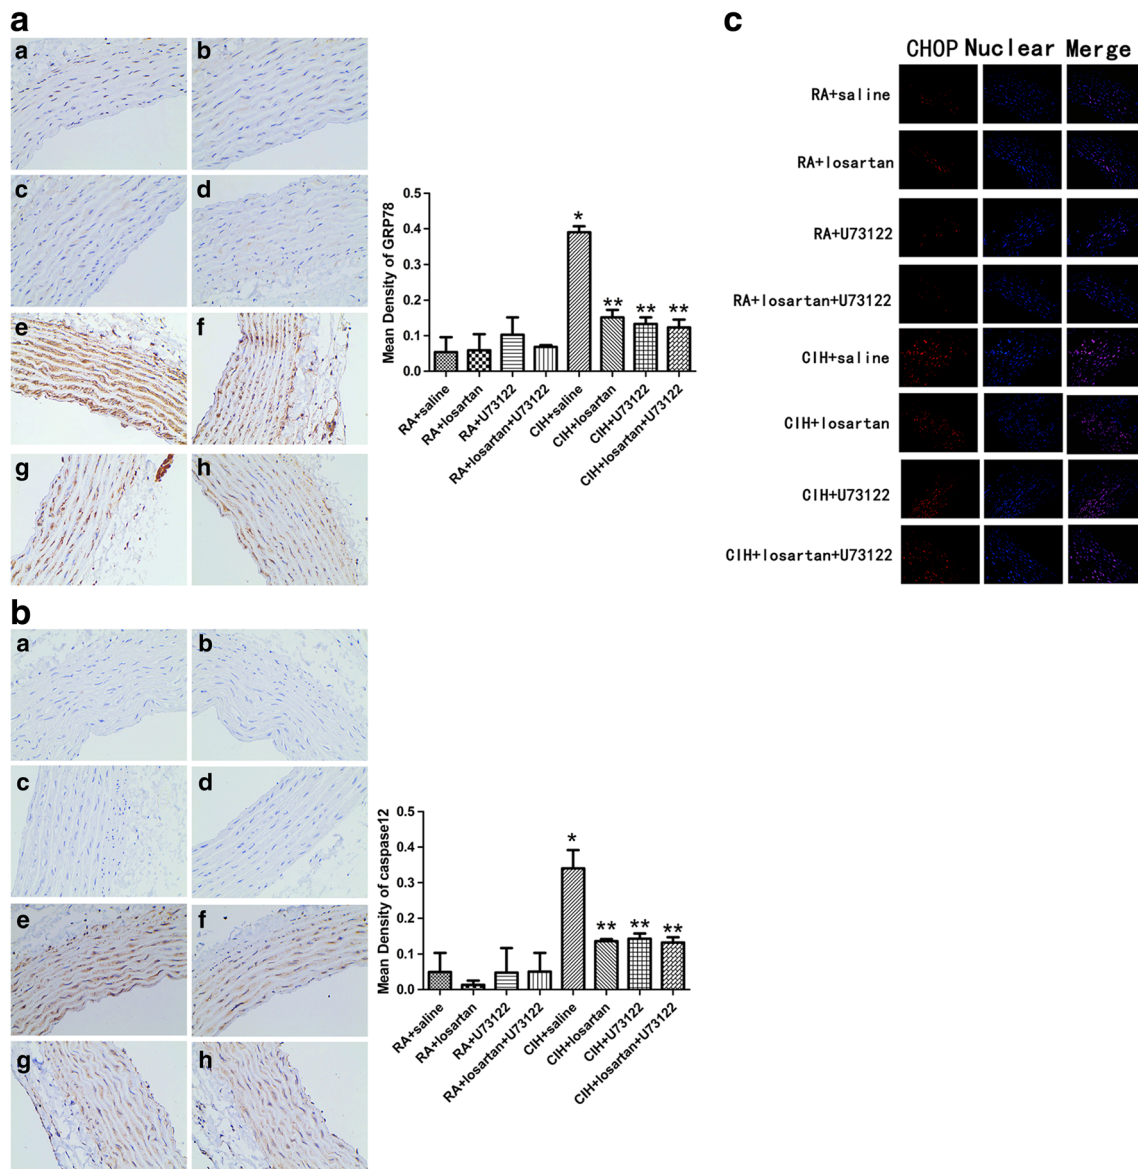 a
a
b
c
d
e
f
g
h
Mean Density of GRP78
0.5
0.4
0.3
0.2
0.1
0.0
*
**
**
**
RA+saline
RA+losartan
RA+U73122
RA+losartan+U73122
CIH+saline
CIH+losartan
CIH+U73122
CIH+losartan+U73122
b
a
b
c
d
e
f
g
h
Mean Density of caspase12
0.5
0.4
0.3
0.2
0.1
0.0
*
**
**
**
RA+saline
RA+losartan
RA+U73122
RA+losartan+U73122
CIH+saline
CIH+losartan
CIH+U73122
CIH+losartan+U73122
c
CHOP Nuclear Merge
RA+saline
RA+losartan
RA+U73122
RA+losartan+U73122
CIH+saline
CIH+losartan
CIH+U73122
CIH+losartan+U73122